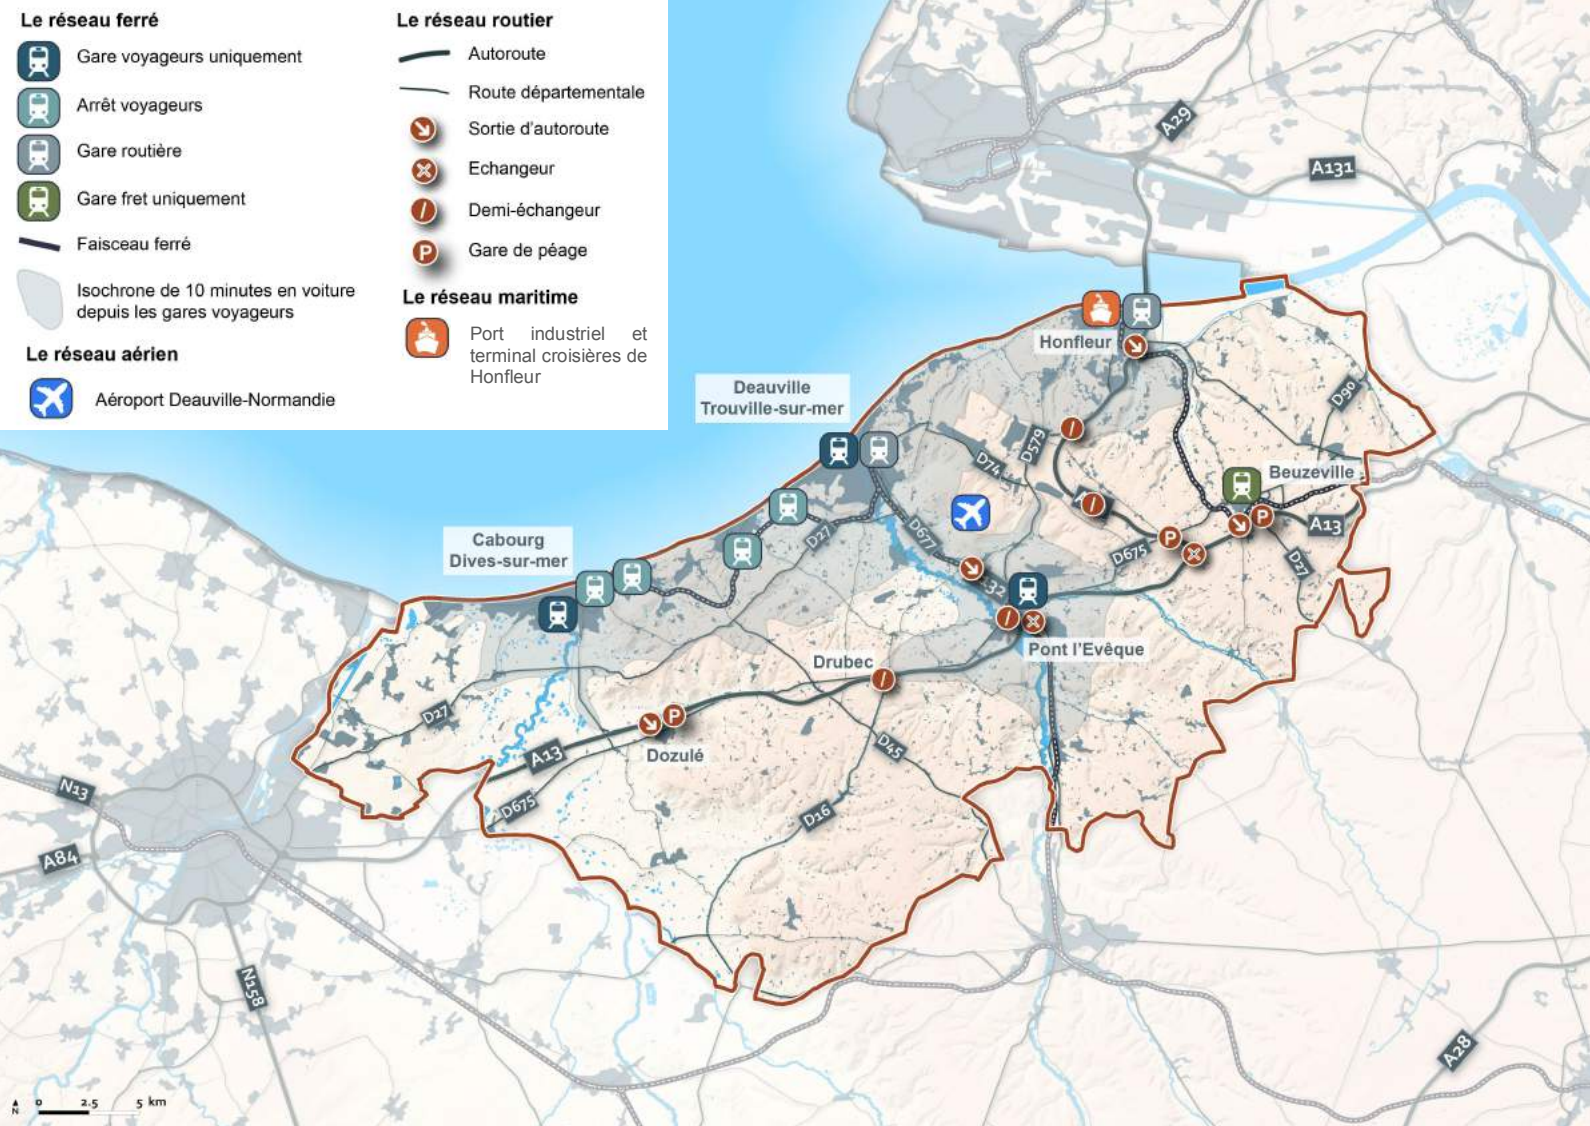 Le réseau ferré
Gare voyageurs uniquement
Arrêt voyageurs
Gare routière
Gare fret uniquement
Faisceau ferré
Isochrone de 10 minutes en voiture
depuis les gares voyageurs
Le réseau aérien
Aéroport Deauville-Normandie
Le réseau routier
Autoroute
Route départementale
Sortie d'autoroute
Echangeur
Demi-échangeur
P Gare de péage
Le réseau maritime
Port industriel et
terminal croisières de
Honfleur
A29
A131
Honfleur
Deauville
Trouville-sur-mer
D90
D579
D74
Beuzeville
P
A13
D27
D677
D27
P
D675
Cabourg
Dives-sur-mer
32
Pont l'Evêque
Drubec
D27
P
Dozulé
A13
D45
D675
D16
N13
A84
N158
A28
N
0 2.5 5 km